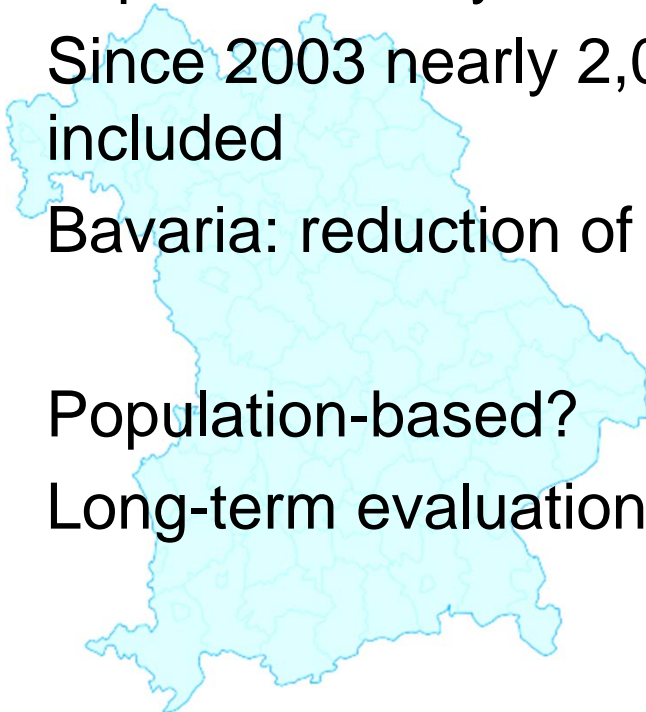 Since 2003 nearly 2,0
included
Bavaria: reduction of
Population-based?
Long-term evaluation